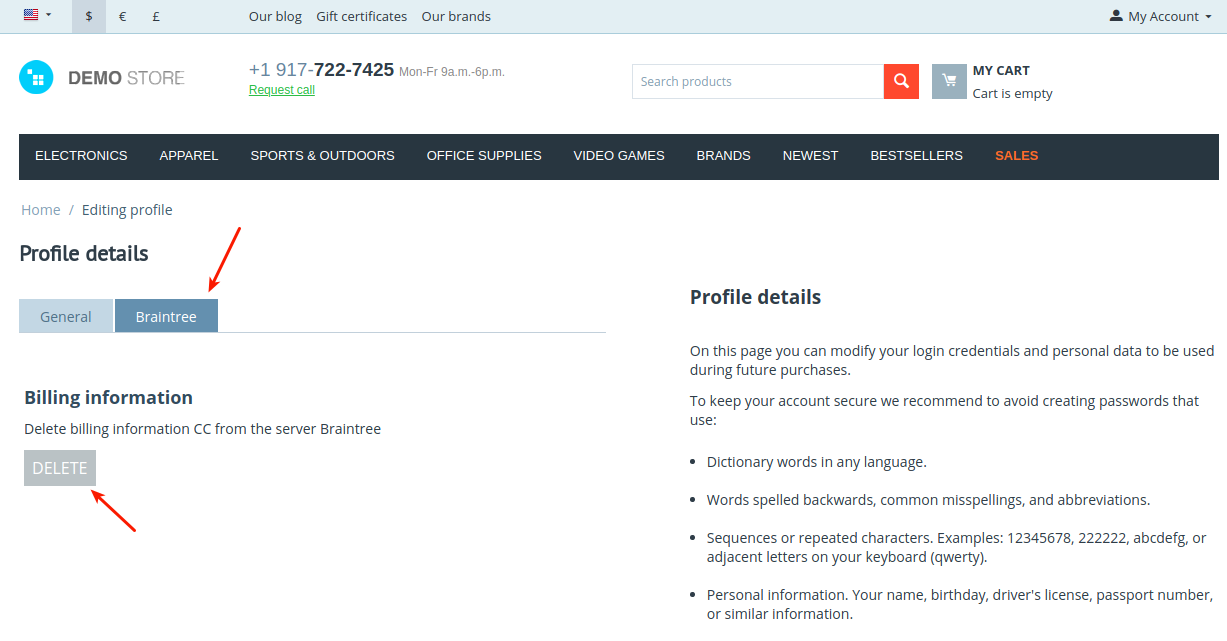 $ € £ Our blog Gift certificates Our brands My Account
DEMO STORE
+1 917-722-7425 Mon-Fr 9a.m.-6p.m.
Request call
Search products
MY CART
Cart is empty
ELECTRONICS APPAREL SPORTS & OUTDOORS OFFICE SUPPLIES VIDEO GAMES BRANDS NEWEST BESTSELLERS SALES
Home / Editing profile
Profile details
General Braintree
Billing information
Delete billing information CC from the server Braintree
DELETE
Profile details
On this page you can modify your login credentials and personal data to be used
during future purchases.
To keep your account secure we recommend to avoid creating passwords that
use:
• Dictionary words in any language.
• Words spelled backwards, common misspellings, and abbreviations.
• Sequences or repeated characters. Examples: 12345678, 222222, abcdefg, or
adjacent letters on your keyboard (qwerty).
• Personal information. Your name, birthday, driver's license, passport number,
or similar information.